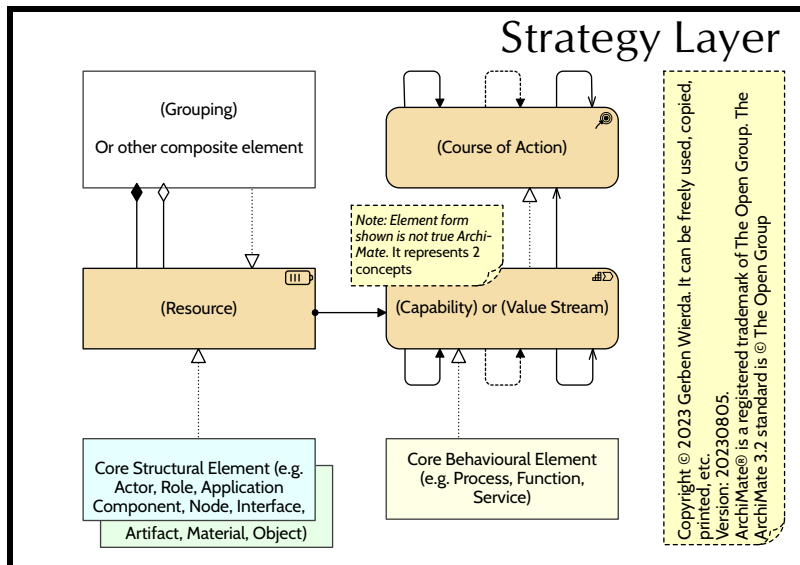 Strategy Layer
(Grouping)
Or other composite element
(Course of Action)
Note: Element form
shown is not true Archi-
Mate. It represents 2
concepts
(Resource)
(Capability) or (Value Stream)
Core Structural Element (e.g.
Actor, Role, Application
Component, Node, Interface,
Artifact, Material, Object)
Core Behavioural Element
(e.g. Process, Function,
Service)
Copyright © 2023 Gerben Wierda. It can be freely used, copied,
printed, etc.
Version: 20230805.
ArchiMate® is a registered trademark of The Open Group. The
ArchiMate 3.2 standard is © The Open Group